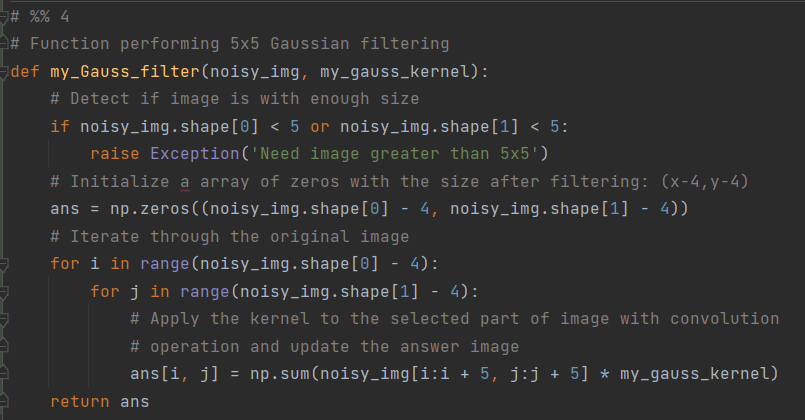 # %% 4
# Function performing 5x5 Gaussian filtering
def my_Gauss_filter(noisy_img, my_gauss_kernel):
    # Detect if image is with enough size
    if noisy_img.shape[0] < 5 or noisy_img.shape[1] < 5:
        raise Exception('Need image greater than 5x5')
    # Initialize a array of zeros with the size after filtering: (x-4,y-4)
    ans = np.zeros((noisy_img.shape[0] - 4, noisy_img.shape[1] - 4))
    # Iterate through the original image
    for i in range(noisy_img.shape[0] - 4):
        for j in range(noisy_img.shape[1] - 4):
            # Apply the kernel to the selected part of image with convolution
            # operation and update the answer image
            ans[i, j] = np.sum(noisy_img[i:i + 5, j:j + 5] * my_gauss_kernel)
    return ans